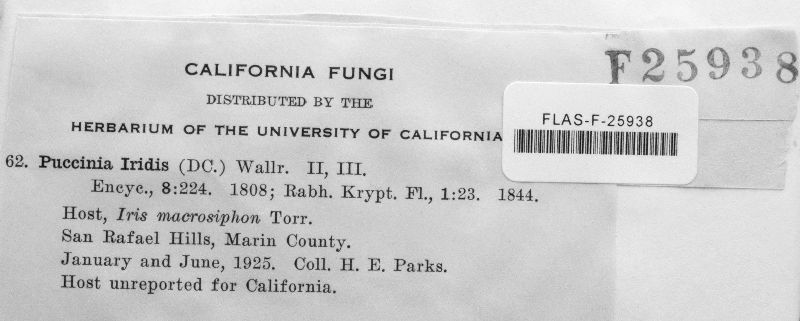 CALIFORNIA FUNGI
DISTRIBUTED BY THE
HERBARIUM OF THE UNIVERSITY OF CALIFORNIA
F25938
FLAS-F-25938
62. Puccinia Iridis (DC.) Wallr. II, III.
Encyc., 8:224. 1808; Rabh. Krypt. Fl., 1:23. 1844.
Host, Iris macrosiphon Torr.
San Rafael Hills, Marin County.
January and June, 1925. Coll. H. E. Parks.
Host unreported for California.